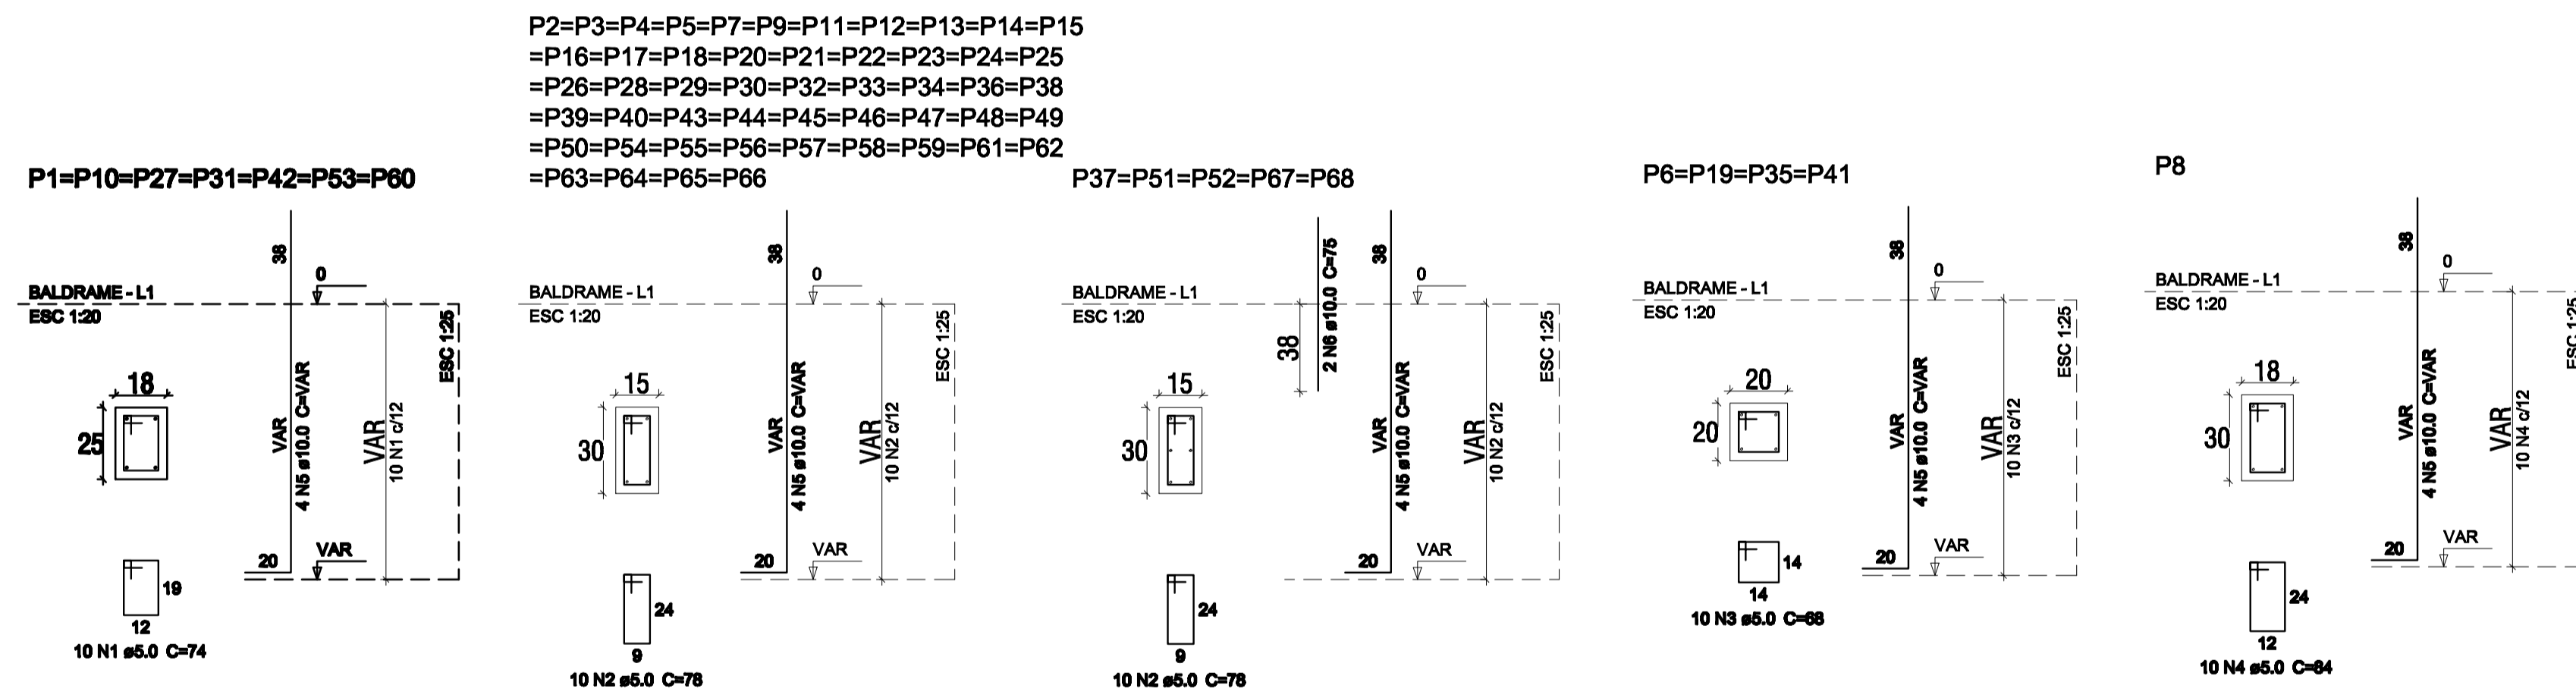 P1=P10=P27=P31=P42=P53=P60
38
0
BALDRAME - L1
ESC 1:20
ESC 1:25
18
25
VAR
4 N5 ø10.0 C=VAR
VAR
10 N1 c/12
20
VAR
19
12
10 N1 ø5.0 C=74
P2=P3=P4=P5=P7=P9=P11=P12=P13=P14=P15
=P16=P17=P18=P20=P21=P22=P23=P24=P25
=P26=P28=P29=P30=P32=P33=P34=P36=P38
=P39=P40=P43=P44=P45=P46=P47=P48=P49
=P50=P54=P55=P56=P57=P58=P59=P61=P62
=P63=P64=P65=P66
38
0
BALDRAME - L1
ESC 1:20
ESC 1:25
15
30
VAR
4 N5 ø10.0 C=VAR
VAR
10 N2 c/12
20
VAR
24
9
10 N2 ø5.0 C=78
P37=P51=P52=P67=P68
2 N6 ø10.0 C=75
38
0
BALDRAME - L1
ESC 1:20
38
ESC 1:25
15
30
VAR
4 N5 ø10.0 C=VAR
VAR
10 N2 c/12
20
VAR
24
9
10 N2 ø5.0 C=78
P6=P19=P35=P41
38
0
BALDRAME - L1
ESC 1:20
ESC 1:25
20
20
VAR
4 N5 ø10.0 C=VAR
VAR
10 N3 c/12
20
VAR
14
14
10 N3 ø5.0 C=68
P8
38
0
BALDRAME - L1
ESC 1:20
ESC 1:25
18
30
VAR
4 N5 ø10.0 C=VAR
VAR
10 N4 c/12
20
VAR
24
12
10 N4 ø5.0 C=84